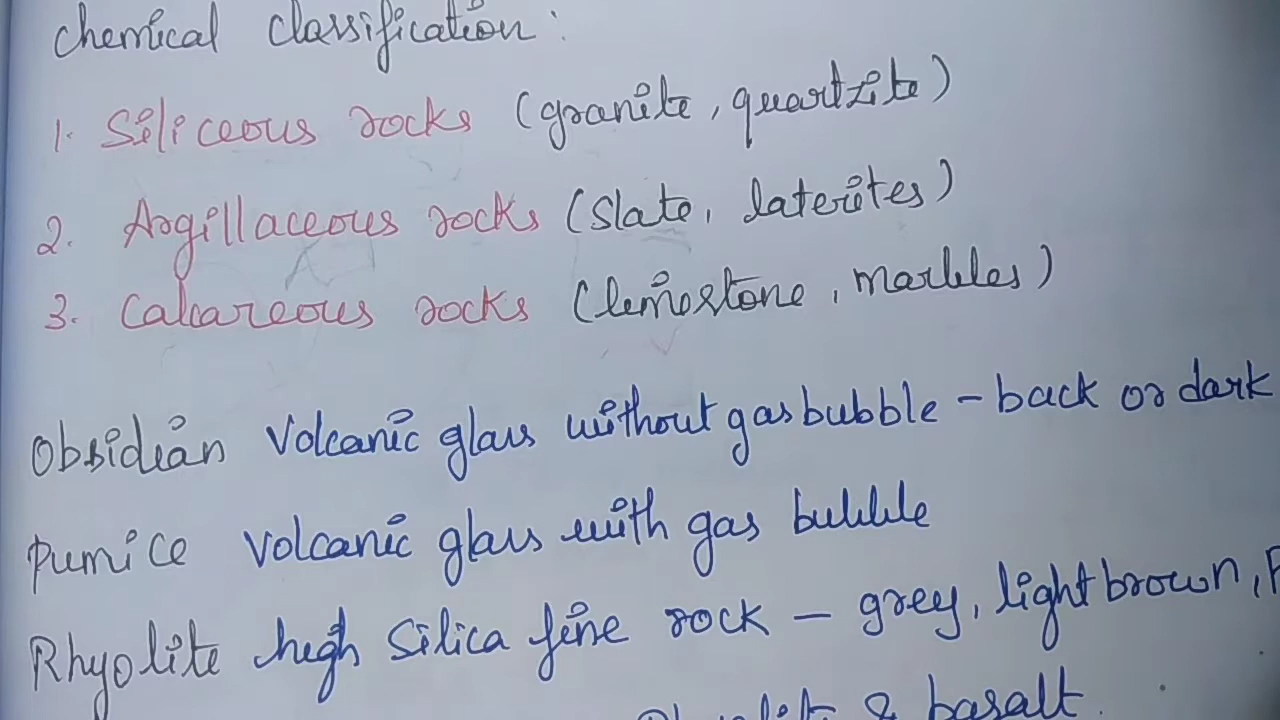 Chemical classification:
1. Siliceous rocks (granite, quartzite)
2. Argillaceous rocks (slate, laterites)
3. Calcareous rocks (limestone, marbles)
Obsidian volcanic glass without gas bubble - back or dark
Pumice volcanic glass with gas bubble
Rhyolite high silica fine rock - grey, light brown,
& basalt.